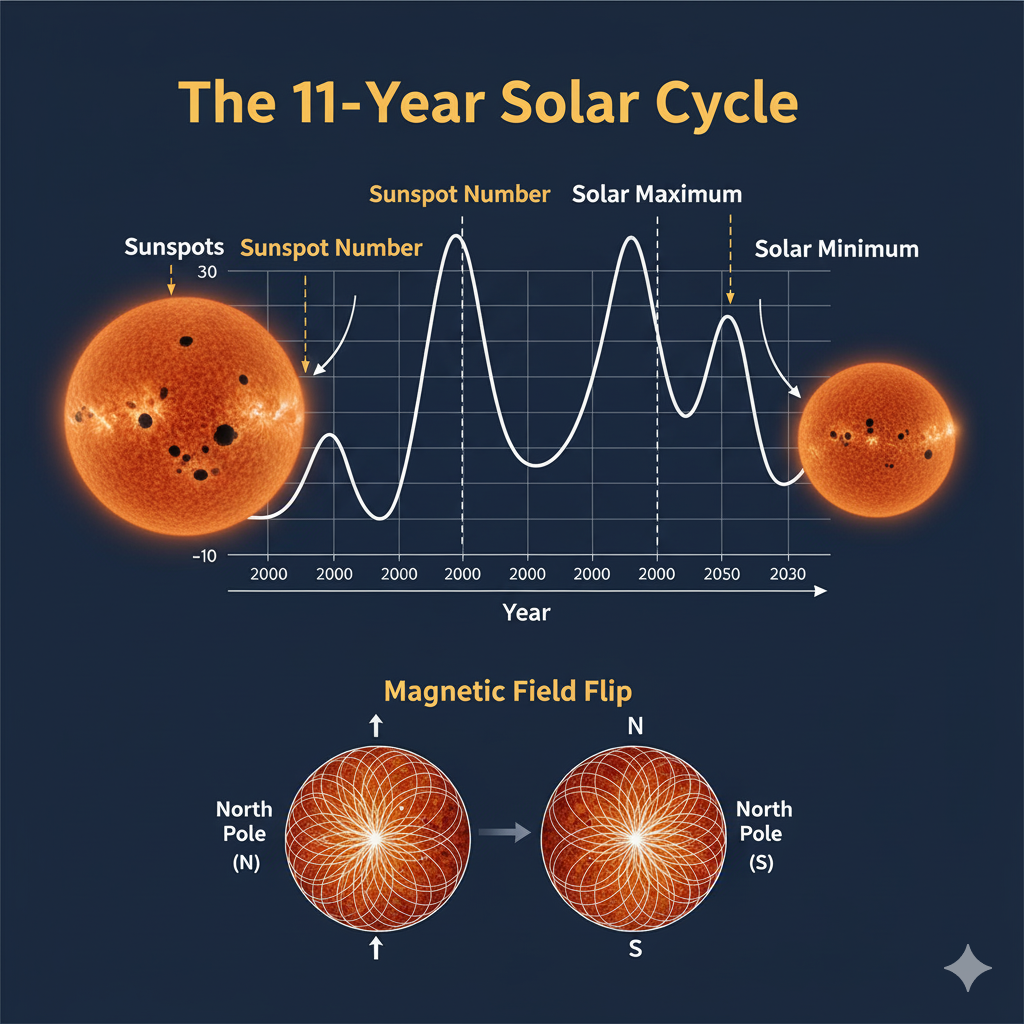 The 11-Year Solar Cycle
Sunspot Number Solar Maximum
Sunspots Sunspot Number Solar Minimum
30
-10
2000 2000 2000 2000 2000 2000 2000 2050 2030
Year
Magnetic Field Flip
N
North
Pole
(N)
North
Pole
(S)
S